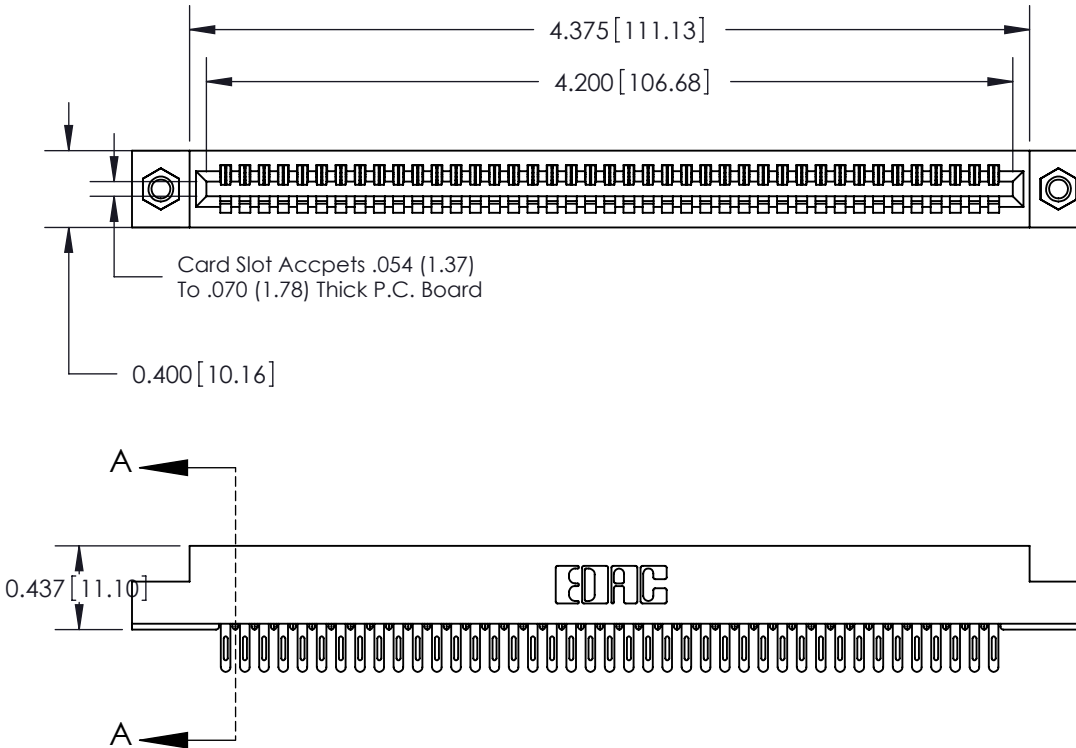 4.375[111.13]
4.200[106.68]
Card Slot Accpets .054 (1.37)
To .070 (1.78) Thick P.C. Board
0.400[10.16]
A
0.437[11.10]
EDAC
A